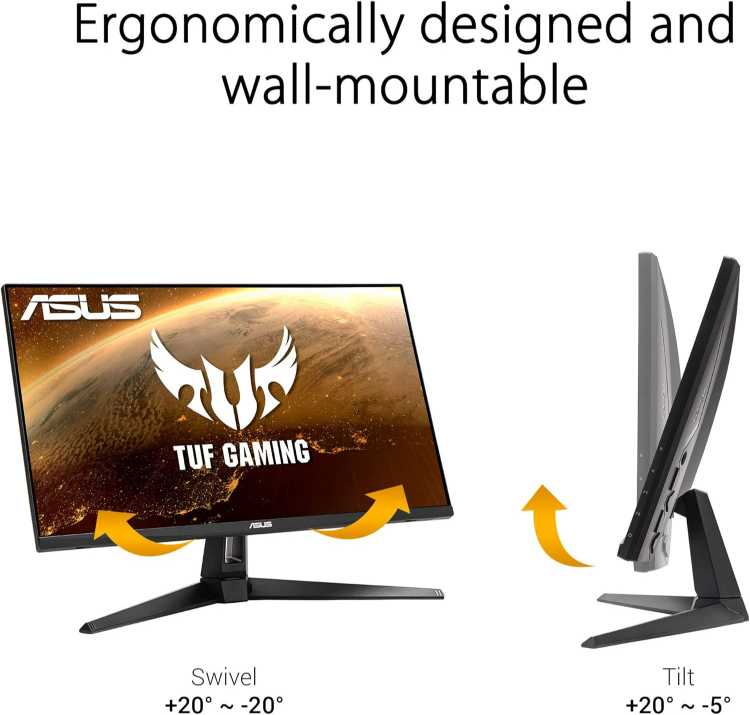 Ergonomically designed and
wall-mountable
ASUS
TUF GAMING
ASUS
Swivel
+20° ~ -20°
Tilt
+20° ~ -5°